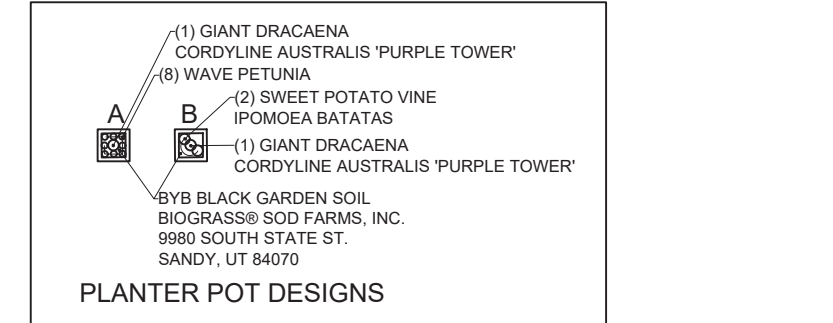 (1) GIANT DRACAENA
CORDYLINE AUSTRALIS 'PURPLE TOWER'
(8) WAVE PETUNIA
A
B
(2) SWEET POTATO VINE
IPOMOEA BATATAS
(1) GIANT DRACAENA
CORDYLINE AUSTRALIS 'PURPLE TOWER'
BYB BLACK GARDEN SOIL
BIOGRASS® SOD FARMS, INC.
9980 SOUTH STATE ST.
SANDY, UT 84070
PLANTER POT DESIGNS